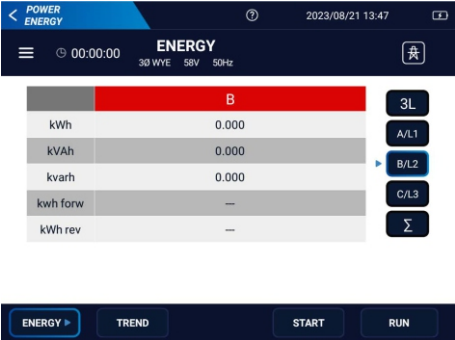 POWER
ENERGY
2023/08/21 13:47
00:00:00
ENERGY
3Ø WYE 58V 50Hz
B
3L
kWh 0.000
A/L1
kVAh 0.000
B/L2
kvarh 0.000
C/L3
kwh forw —
Σ
kWh rev —
ENERGY TREND START RUN